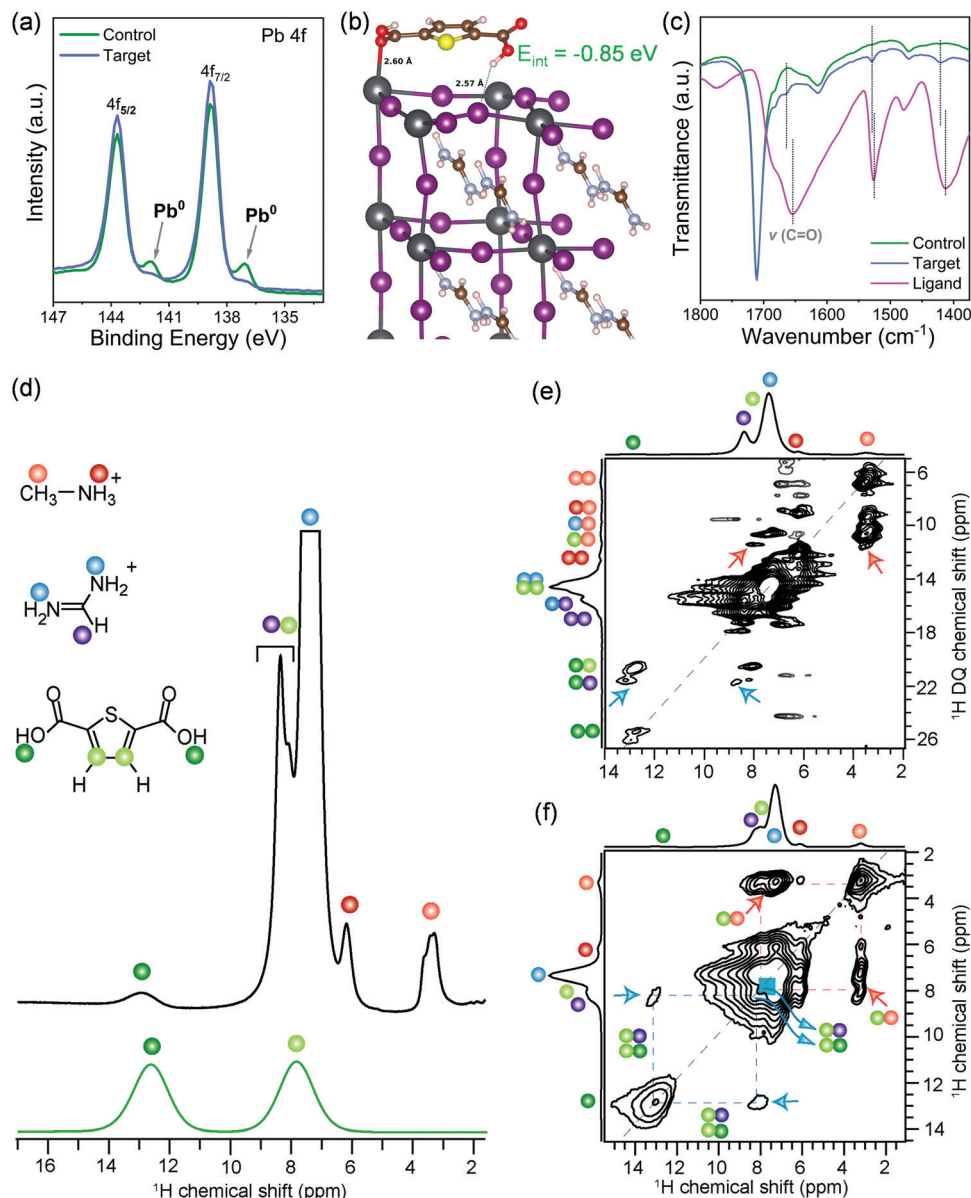 (a)
Control
Target
Pb 4f
4f5/2
4f7/2
Pb0
Pb0
Intensity (a.u.)
147 144 141 138 135
Binding Energy (eV)
(b)
2.60 Å
2.57 Å
Eint = -0.85 eV
(c)
Transmittance (a.u.)
ν (C=O)
Control
Target
Ligand
1800 1700 1600 1500 1400
Wavenumber (cm-1)
(d)
CH3 NH3 +
NH2 +
H2N
H
O O
S
HO OH
H H
16 14 12 10 8 6 4 2
1H chemical shift (ppm)
(e)
6
10
14
18
22
26
1H DQ chemical shift (ppm)
14 12 10 8 6 4 2
(f)
2
4
6
8
10
12
14
1H chemical shift (ppm)
14 12 10 8 6 4 2
1H chemical shift (ppm)